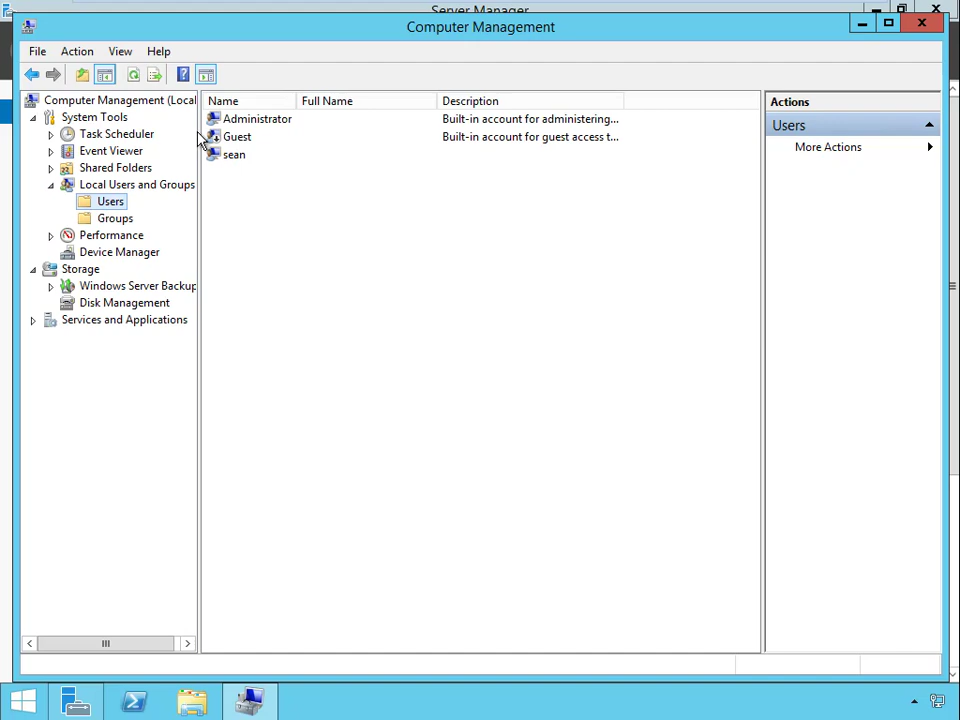 Server Manager
Computer Management
File Action View Help
Computer Management (Local
System Tools
Task Scheduler
Event Viewer
Shared Folders
Local Users and Groups
Users
Groups
Performance
Device Manager
Storage
Windows Server Backup
Disk Management
Services and Applications
Name Full Name Description
Administrator Built-in account for administering...
Guest Built-in account for guest access t...
sean
Actions
Users
More Actions